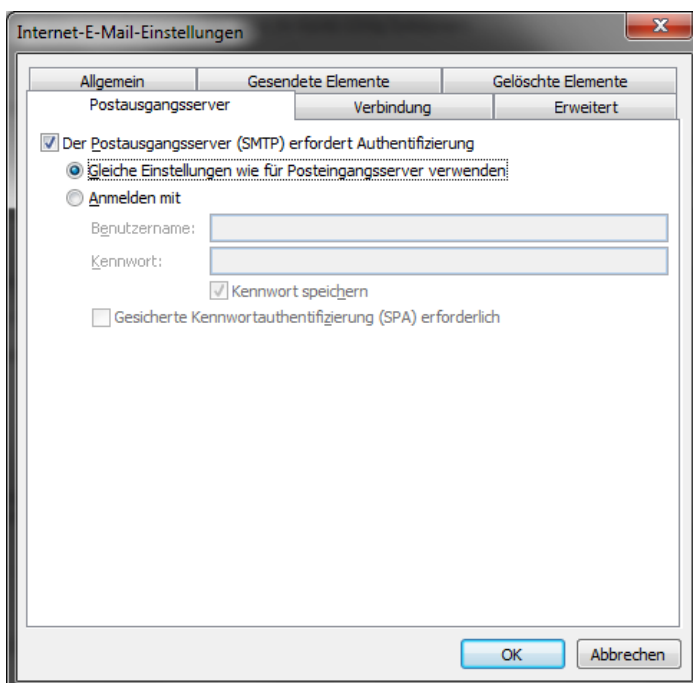 Internet-E-Mail-Einstellungen
Allgemein Gesendete Elemente Gelöschte Elemente
Postausgangsserver Verbindung Erweitert
Der Postausgangsserver (SMTP) erfordert Authentifizierung
Gleiche Einstellungen wie für Posteingangsserver verwenden
Anmelden mit
Benutzername:
Kennwort:
Kennwort speichern
Gesicherte Kennwortauthentifizierung (SPA) erforderlich
OK Abbrechen